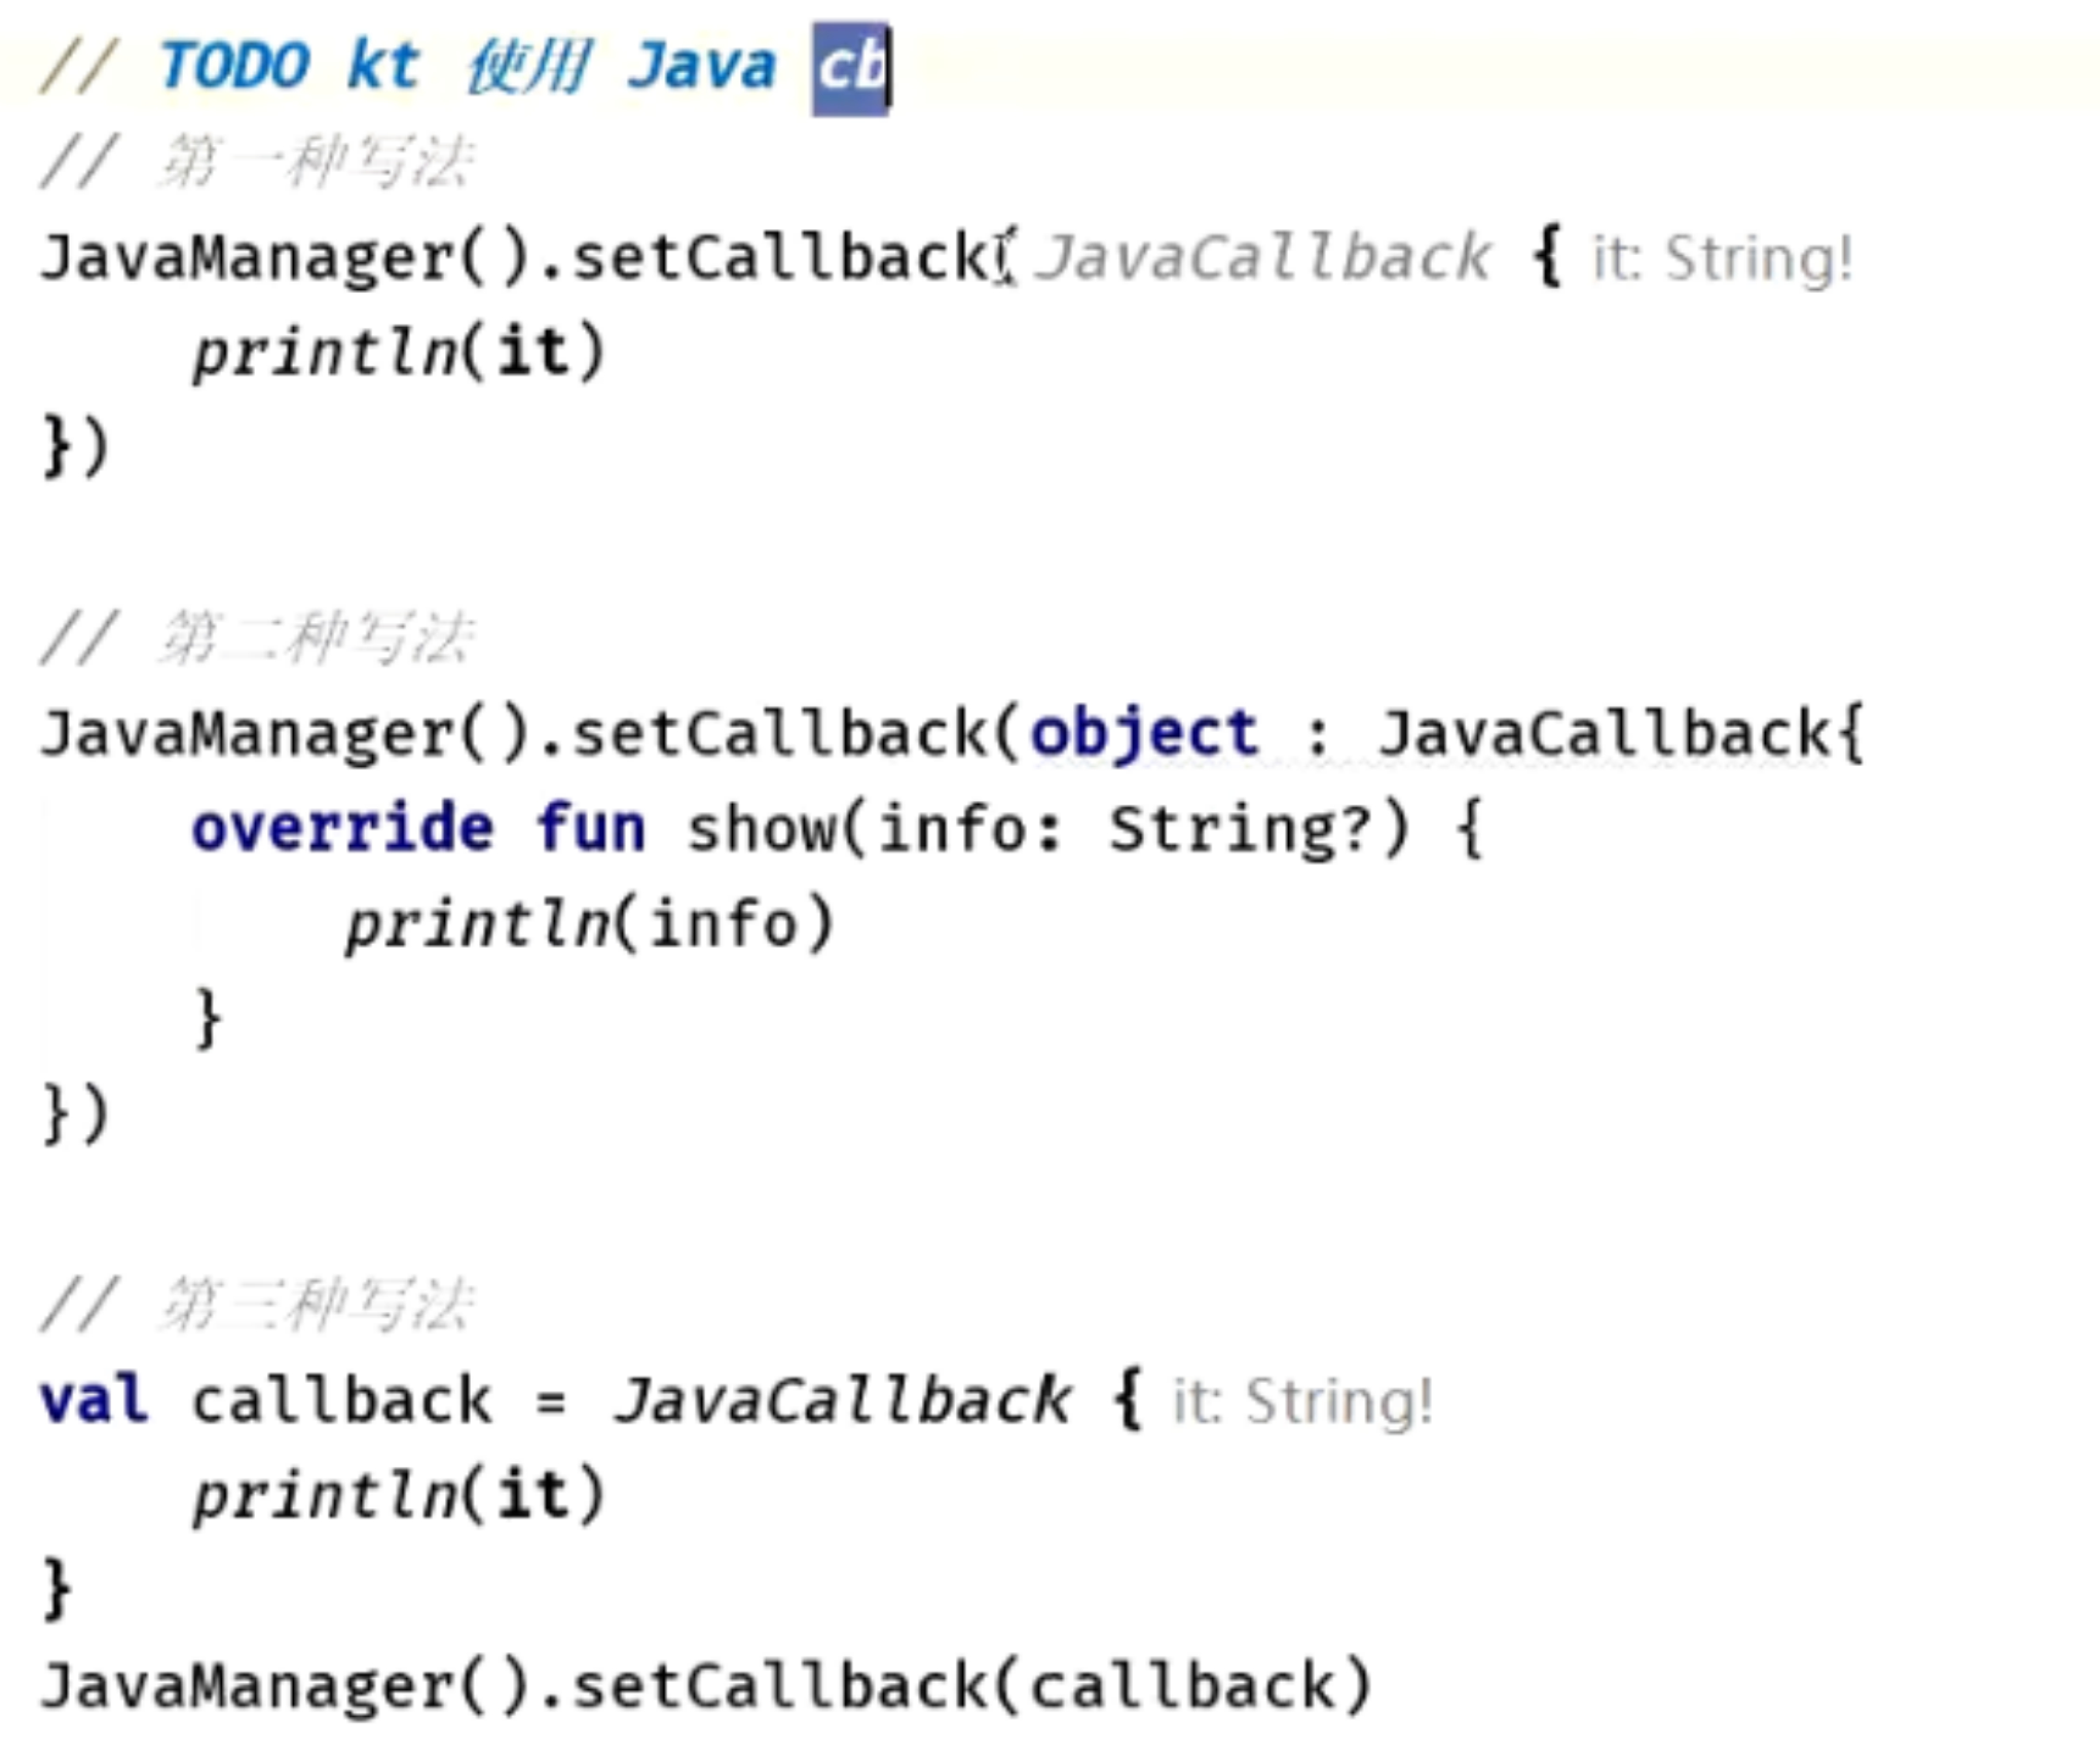 // TODO kt 使用 Java cb
// 第一种写法
JavaManager().setCallback(JavaCallback { it: String!
    println(it)
})
// 第二种写法
JavaManager().setCallback(object : JavaCallback{
    override fun show(info: String?) {
        println(info)
    }
})
// 第三种写法
val callback = JavaCallback { it: String!
    println(it)
}
JavaManager().setCallback(callback)